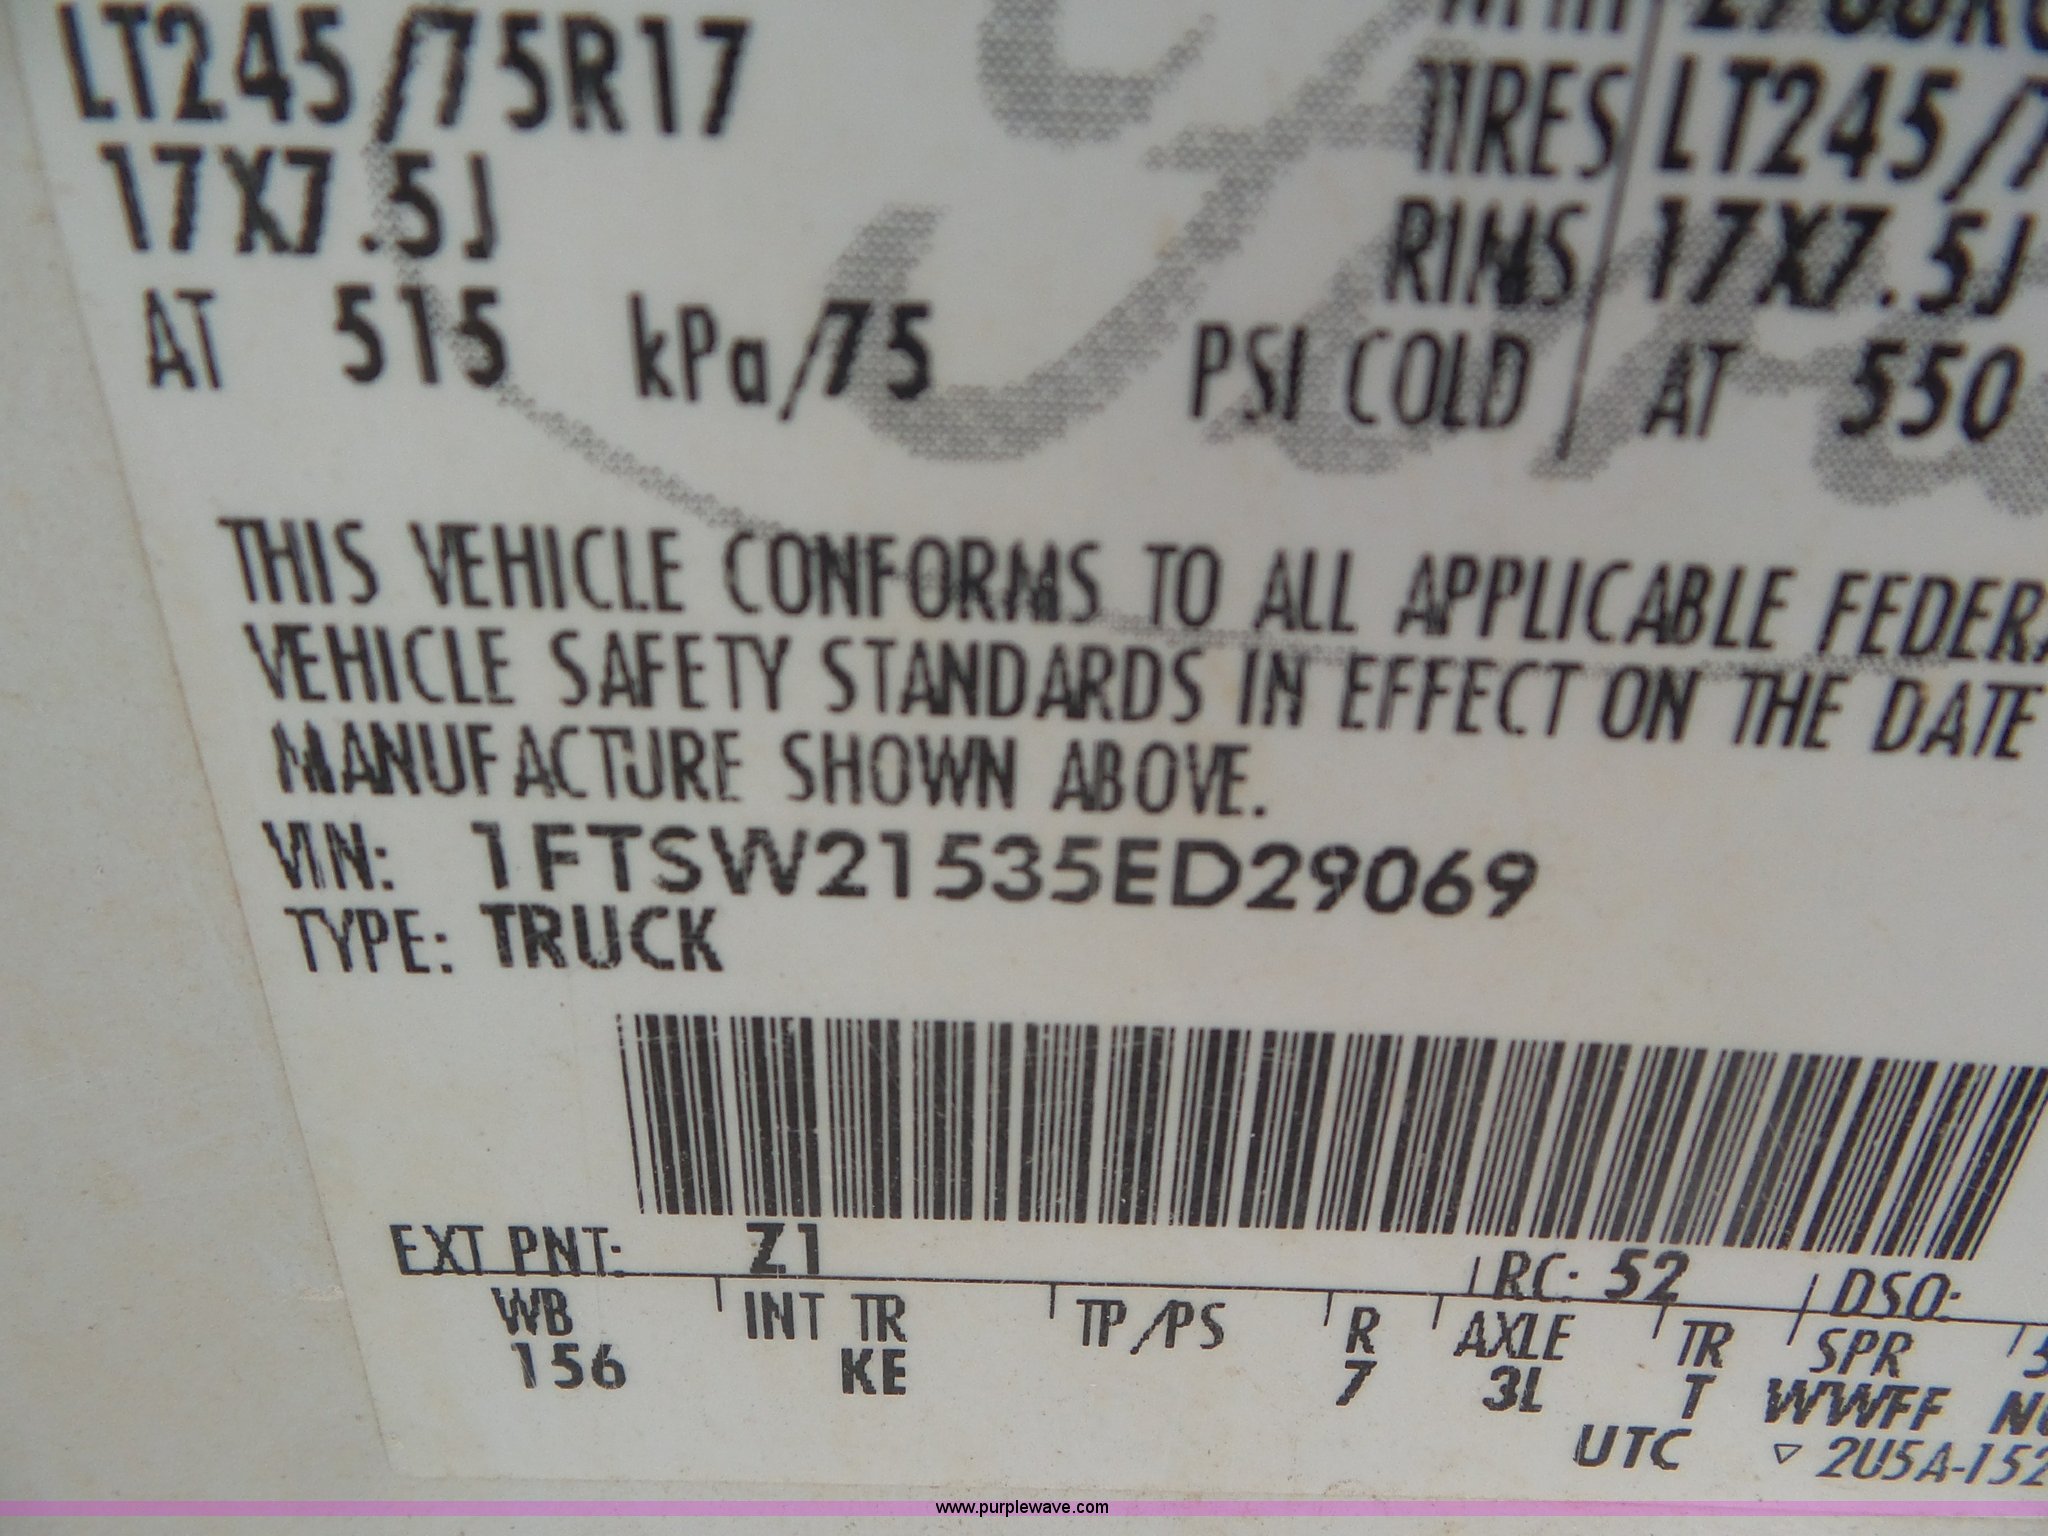 LT245/75R17 TIRES LT245/7
17X7.5J RIMS 17X7.5J
AT 515 kPa/75 PSI COLD AT 550
THIS VEHICLE CONFORMS TO ALL APPLICABLE FEDERA
VEHICLE SAFETY STANDARDS IN EFFECT ON THE DATE
MANUFACTURE SHOWN ABOVE.
VIN: 1FTSW21535ED29069
TYPE: TRUCK
EXT PNT: Z1 RC: 52 DSO:
WB INT TR TP/PS R AXLE TR SPR
156 KE 7 3L T WWFF
UTC ▽ 2U5A-152
www.purplewave.com